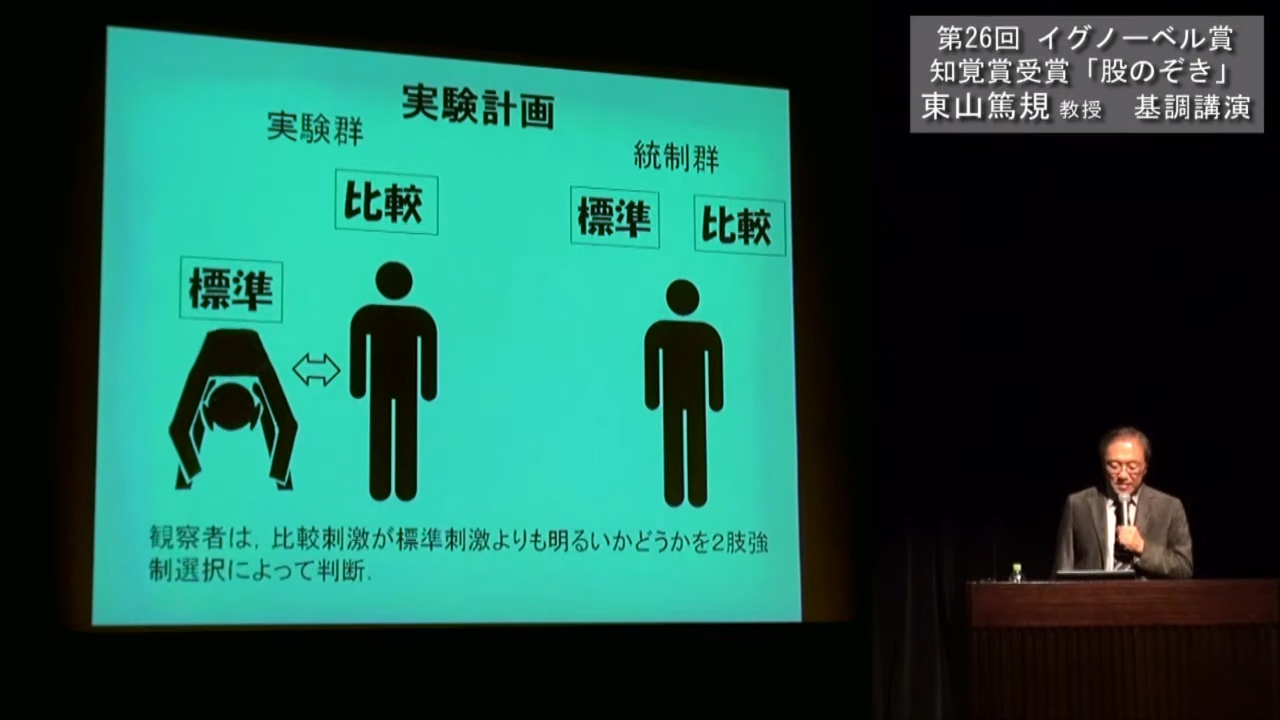 第26回 イグノーベル賞
知覚賞受賞「股のぞき」
東山篤規 教授 基調講演
実験計画
実験群
統制群
比較
標準
標準
比較
観察者は，比較刺激が標準刺激よりも明るいかどうかを２肢強
制選択によって判断．